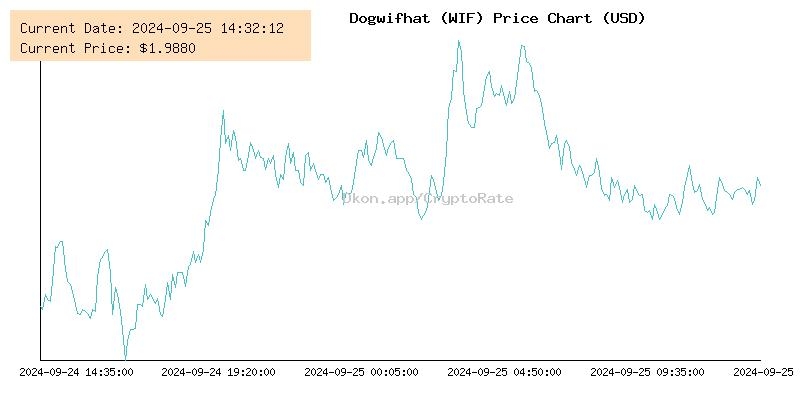 Dogwifhat (WIF) Price Chart (USD)
Current Date: 2024-09-25 14:32:12
Current Price: $1.9880
Ukon.app/CryptoRate
2024-09-24 14:35:00 2024-09-24 19:20:00 2024-09-25 00:05:00 2024-09-25 04:50:00 2024-09-25 09:35:00 2024-09-25